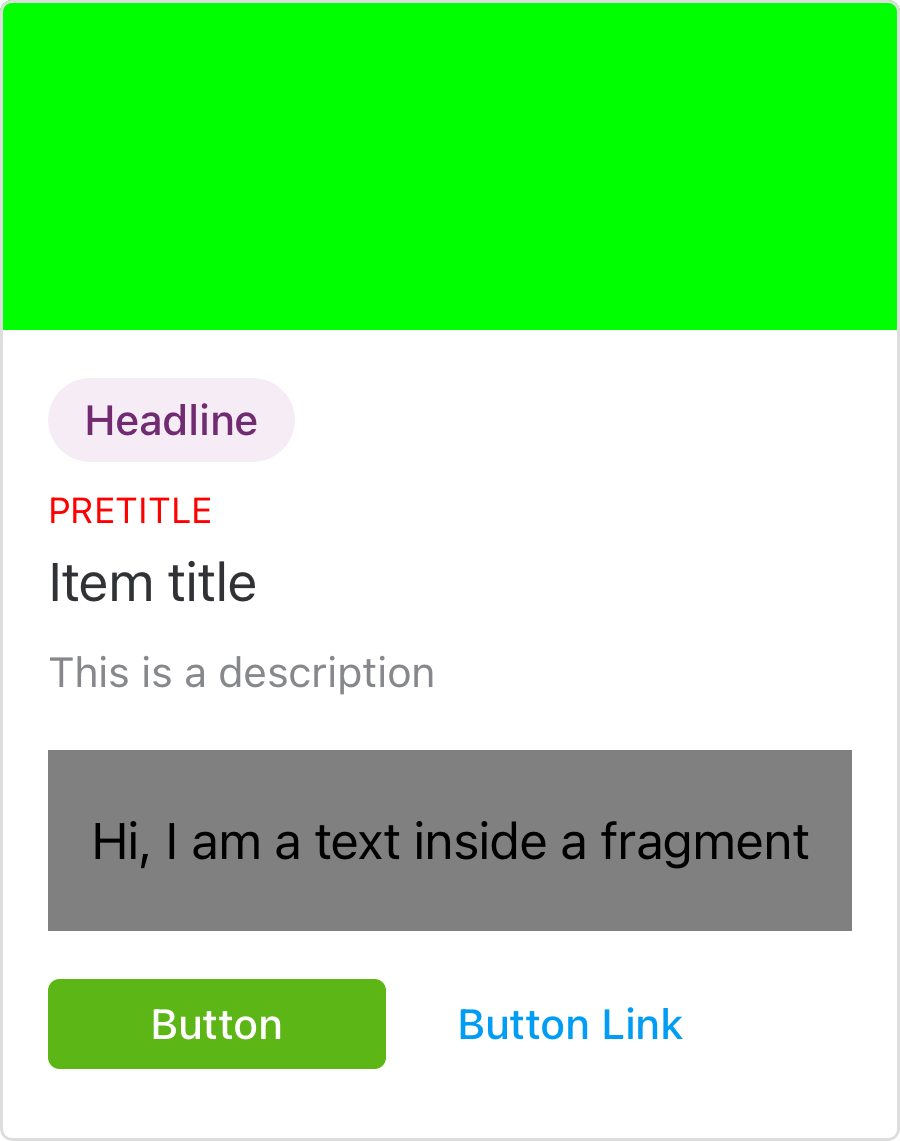 Headline
PRETITLE
Item title
This is a description
Hi, I am a text inside a fragment
Button
Button Link